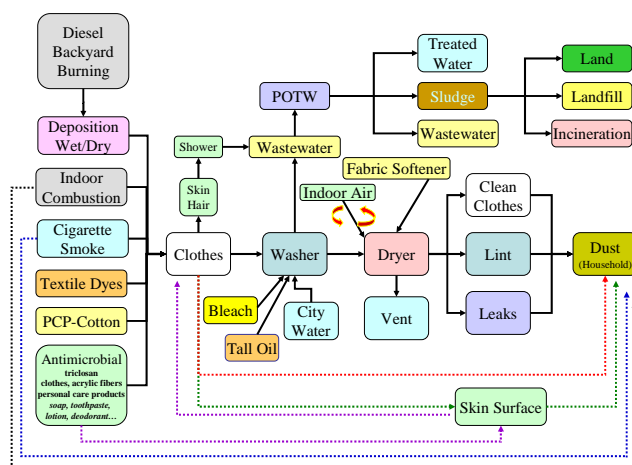 Diesel
Backyard
Burning
Deposition
Wet/Dry
Indoor
Combustion
Cigarette
Smoke
Textile Dyes
PCP-Cotton
Antimicrobial
triclosan
clothes, acrylic fibers
personal care products
soap, toothpaste,
lotion, deodorant…
Shower
Skin
Hair
Clothes
POTW
Wastewater
Washer
Bleach
Tall Oil
City
Water
Treated
Water
Sludge
Wastewater
Land
Landfill
Incineration
Fabric Softener
Indoor Air
Dryer
Vent
Clean
Clothes
Lint
Leaks
Dust
(Household)
Skin Surface